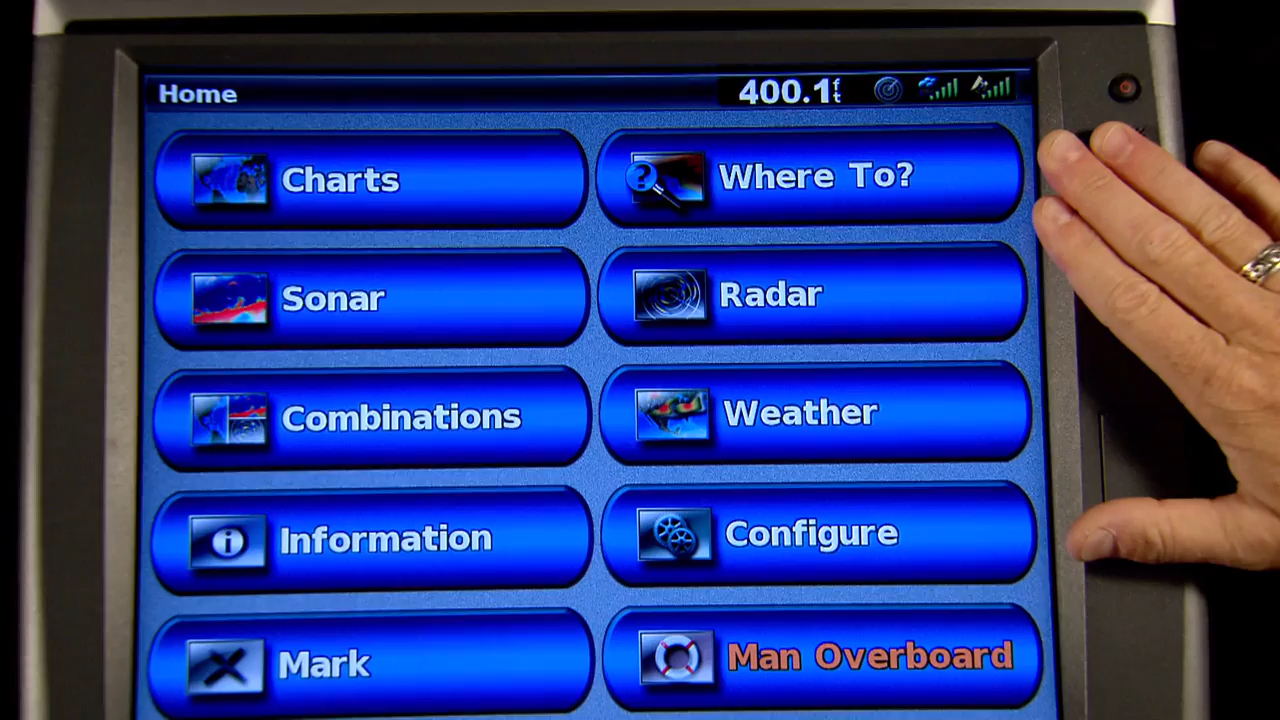 Home 400.1ft
Charts
Where To?
Sonar
Radar
Combinations
Weather
Information
Configure
Mark
Man Overboard